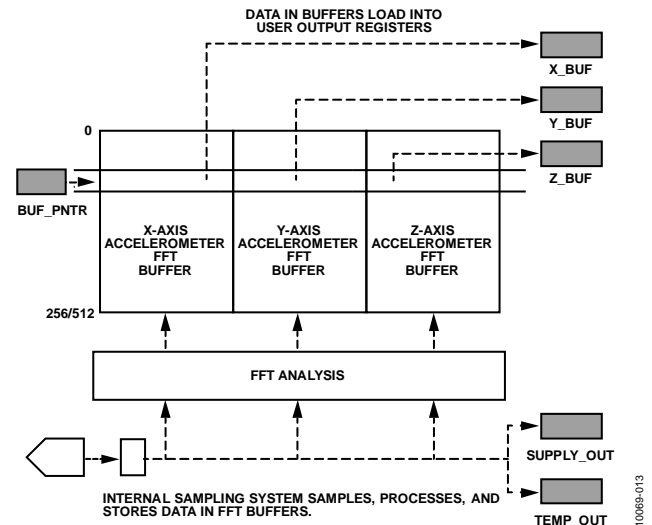 DATA IN BUFFERS LOAD INTO
USER OUTPUT REGISTERS
X_BUF
Y_BUF
Z_BUF
0
BUF_PNTR
X-AXIS
ACCELEROMETER
FFT
BUFFER
Y-AXIS
ACCELEROMETER
FFT
BUFFER
Z-AXIS
ACCELEROMETER
FFT
BUFFER
256/512
FFT ANALYSIS
SUPPLY_OUT
TEMP_OUT
INTERNAL SAMPLING SYSTEM SAMPLES, PROCESSES, AND
STORES DATA IN FFT BUFFERS.
10069-013